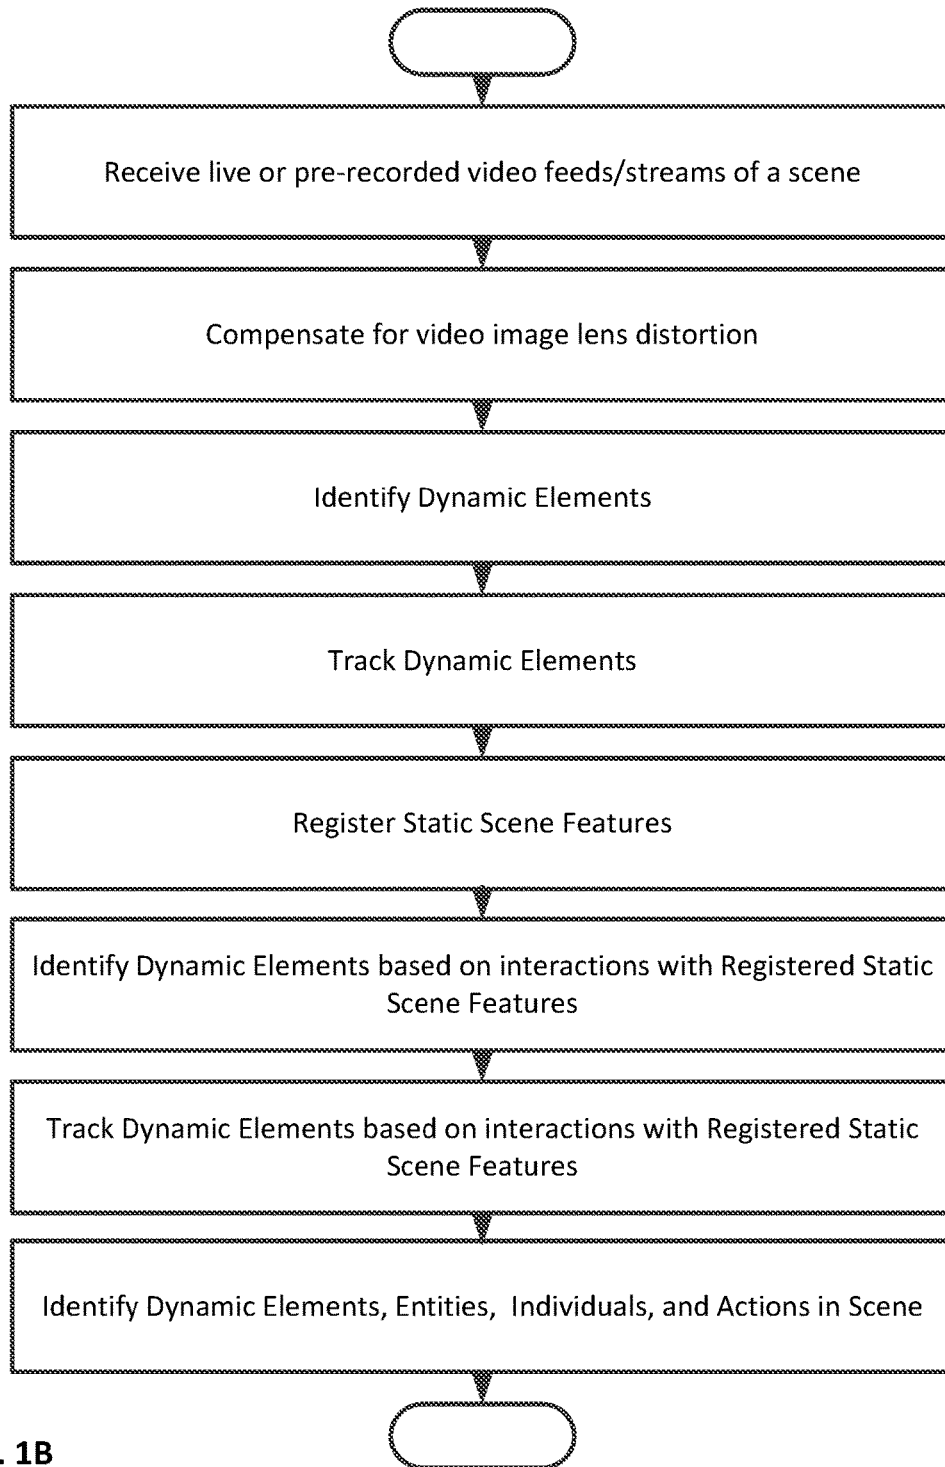 Receive live or pre-recorded video feeds/streams of a scene
Compensate for video image lens distortion
Identify Dynamic Elements
Track Dynamic Elements
Register Static Scene Features
Identify Dynamic Elements based on interactions with Registered Static
Scene Features
Track Dynamic Elements based on interactions with Registered Static
Scene Features
Identify Dynamic Elements, Entities,  Individuals, and Actions in Scene
. 1B